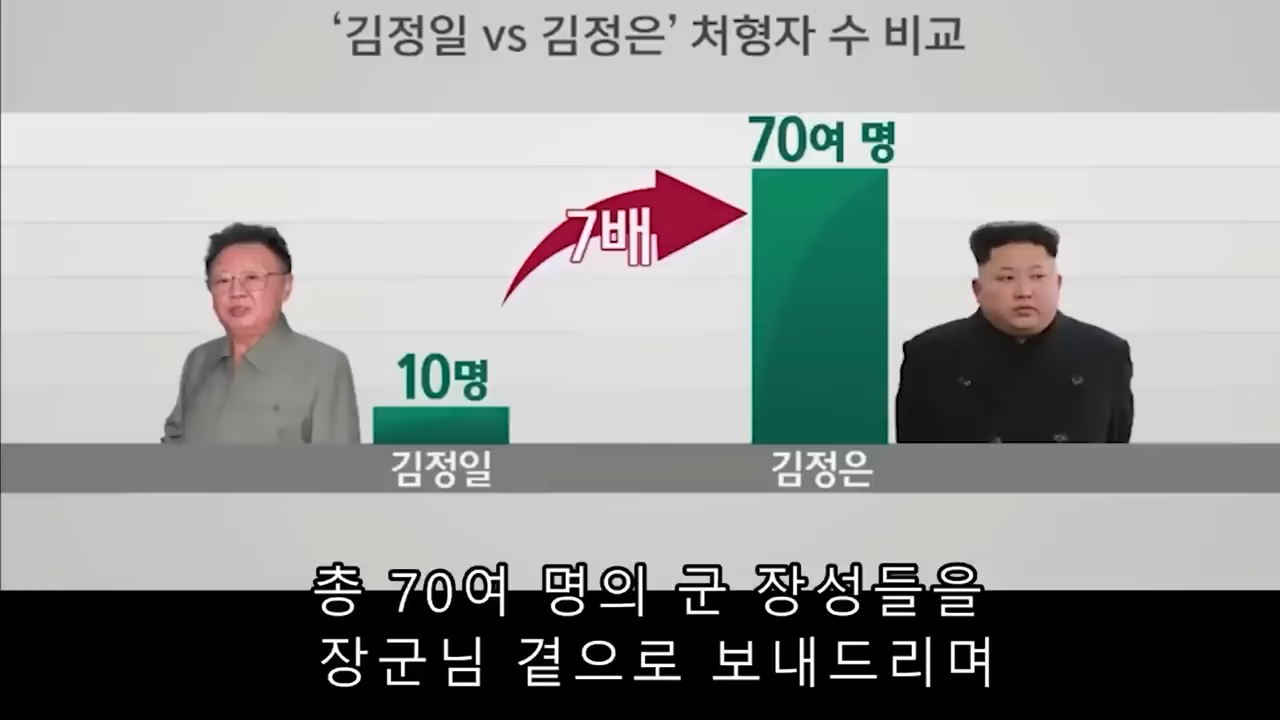 ‘김정일 vs 김정은’ 처형자 수 비교
70여 명
7배
10명
김정일
김정은
총 70여 명의 군 장성들을
장군님 곁으로 보내드리며